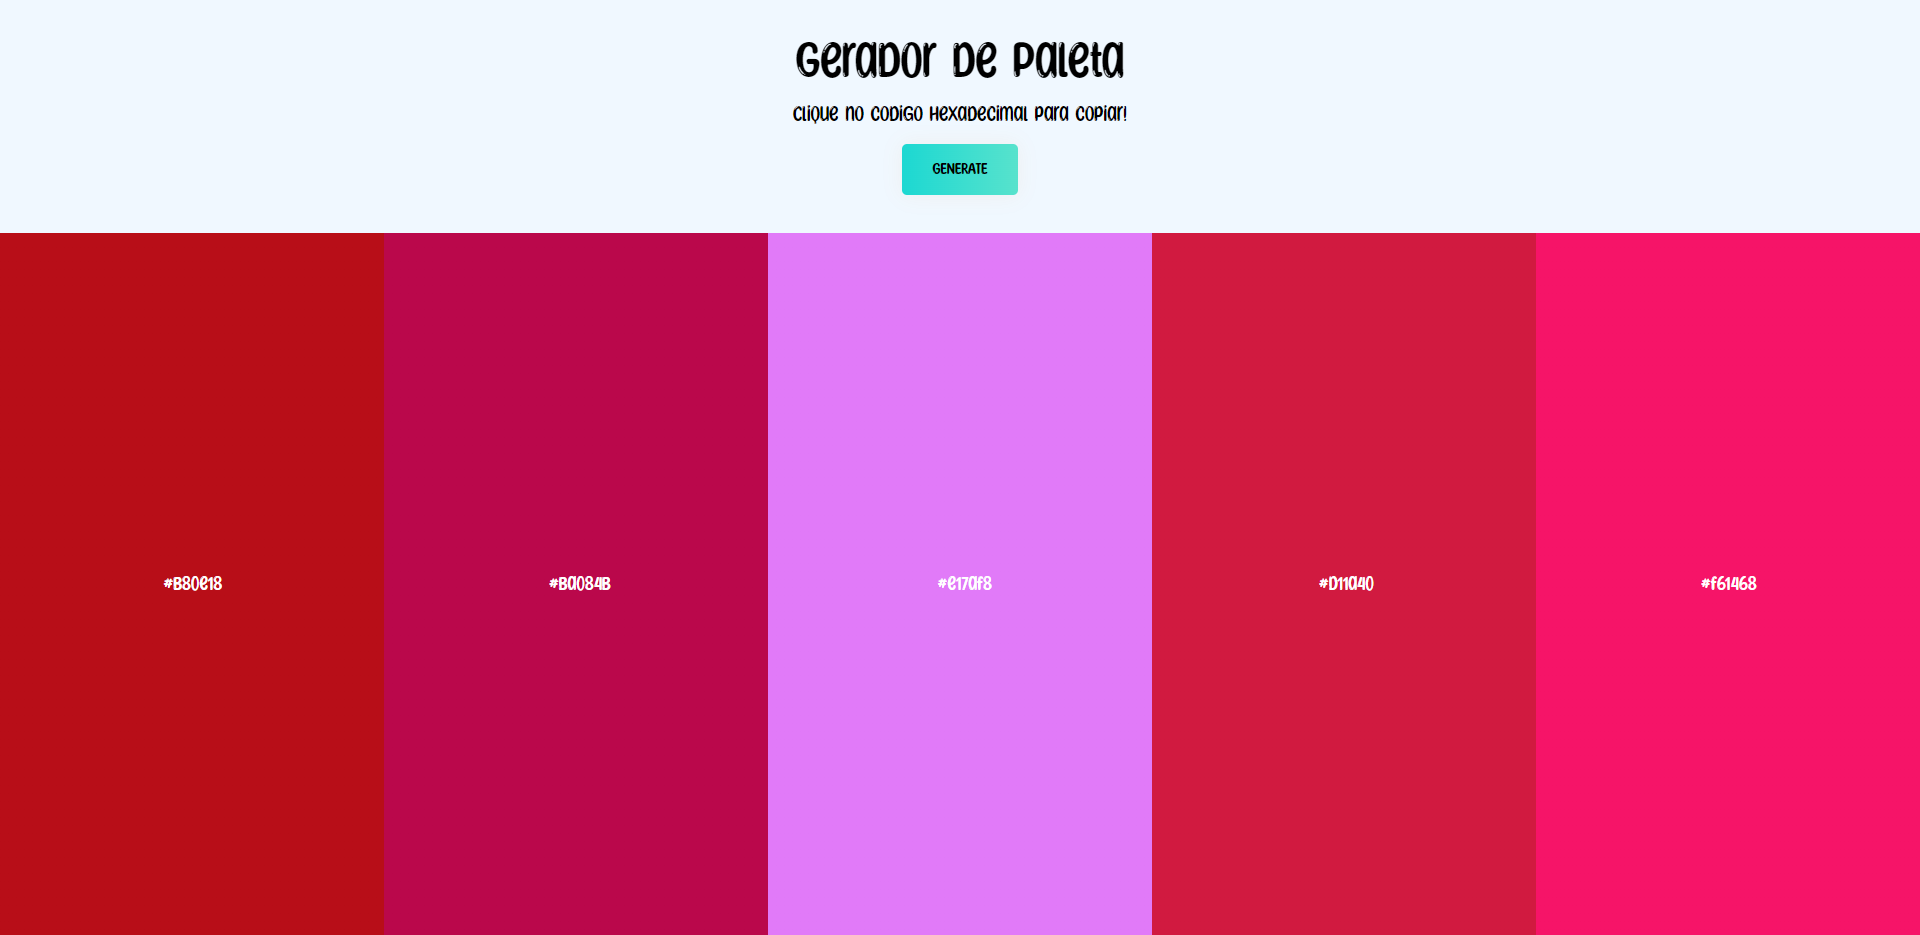 Gerador de Paleta
Clique no codigo hexadecimal para copiar!
GENERATE
#b80e18
#ba084b
#e17af8
#d11a40
#f61468